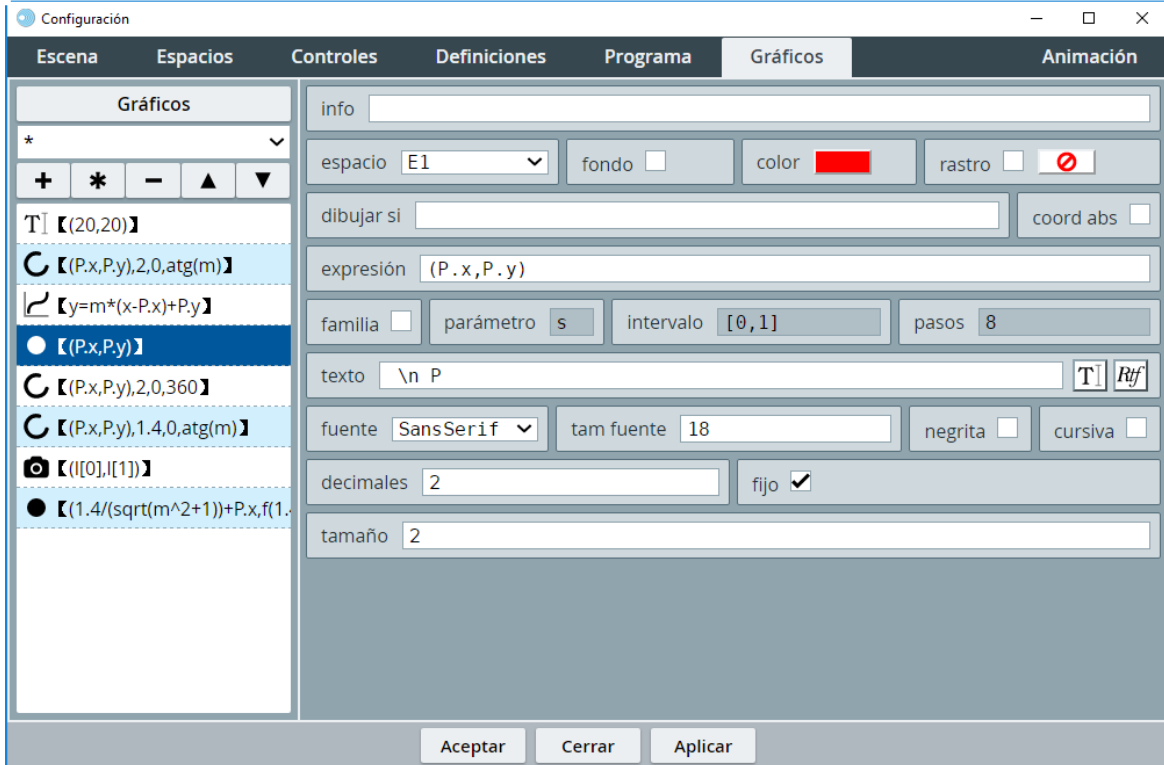 Configuración
Escena Espacios Controles Definiciones Programa Gráficos Animación
Gráficos
*
+ * − ▲ ▼
T 【(20,20)】
【(P.x,P.y),2,0,atg(m)】
【y=m*(x-P.x)+P.y】
【(P.x,P.y)】
【(P.x,P.y),2,0,360】
【(P.x,P.y),1.4,0,atg(m)】
【(I[0],I[1])】
【(1.4/(sqrt(m^2+1))+P.x,f(1.
info
espacio E1 fondo color rastro
dibujar si coord abs
expresión (P.x,P.y)
familia parámetro s intervalo [0,1] pasos 8
texto \n P T Rtf
fuente SansSerif tam fuente 18 negrita cursiva
decimales 2 fijo
tamaño 2
Aceptar Cerrar Aplicar